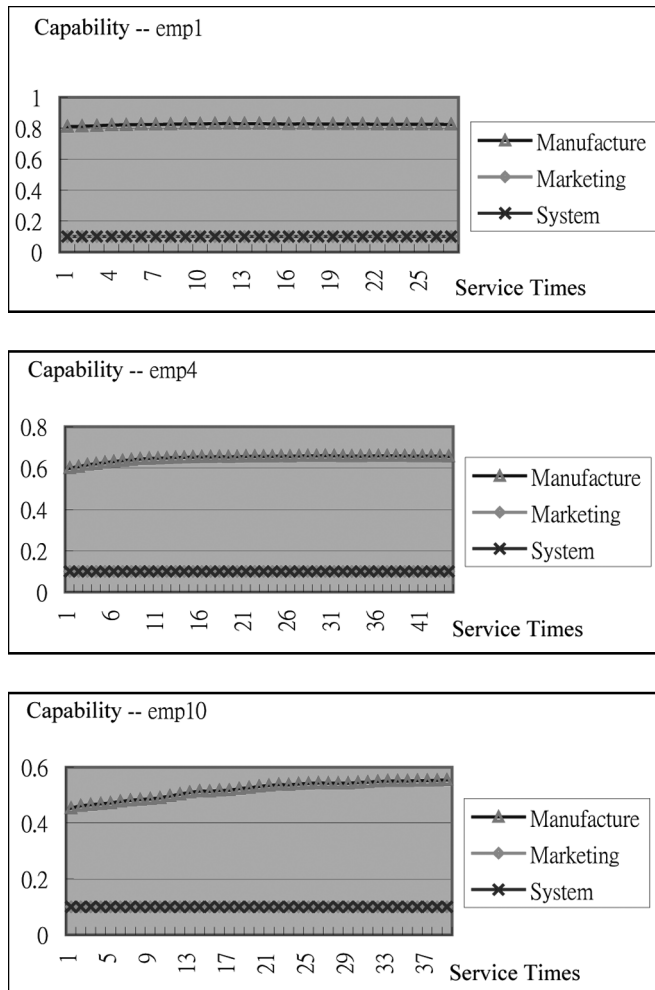 Capability -- emp1
1
0.8
0.6
0.4
0.2
0
1 4 7 10 13 16 19 22 25
Service Times
Manufacture
Marketing
System
Capability -- emp4
0.8
0.6
0.4
0.2
0
1 6 11 16 21 26 31 36 41
Service Times
Manufacture
Marketing
System
Capability -- emp10
0.6
0.4
0.2
0
1 5 9 13 17 21 25 29 33 37
Service Times
Manufacture
Marketing
System